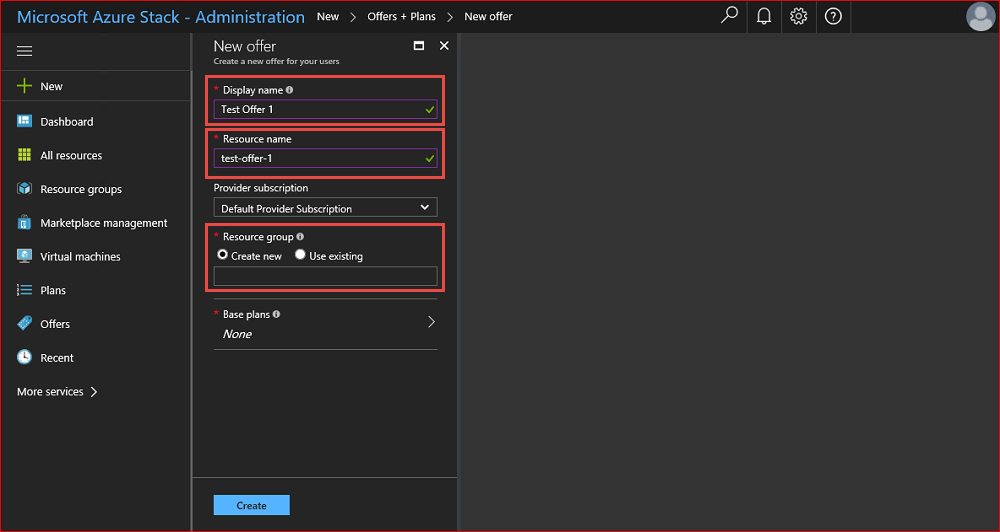 Microsoft Azure Stack - Administration New > Offers + Plans > New offer
New
Dashboard
All resources
Resource groups
Marketplace management
Virtual machines
Plans
Offers
Recent
More services >
New offer
Create a new offer for your users
* Display name
Test Offer 1
* Resource name
test-offer-1
Provider subscription
Default Provider Subscription
* Resource group
Create new Use existing
* Base plans
None
Create